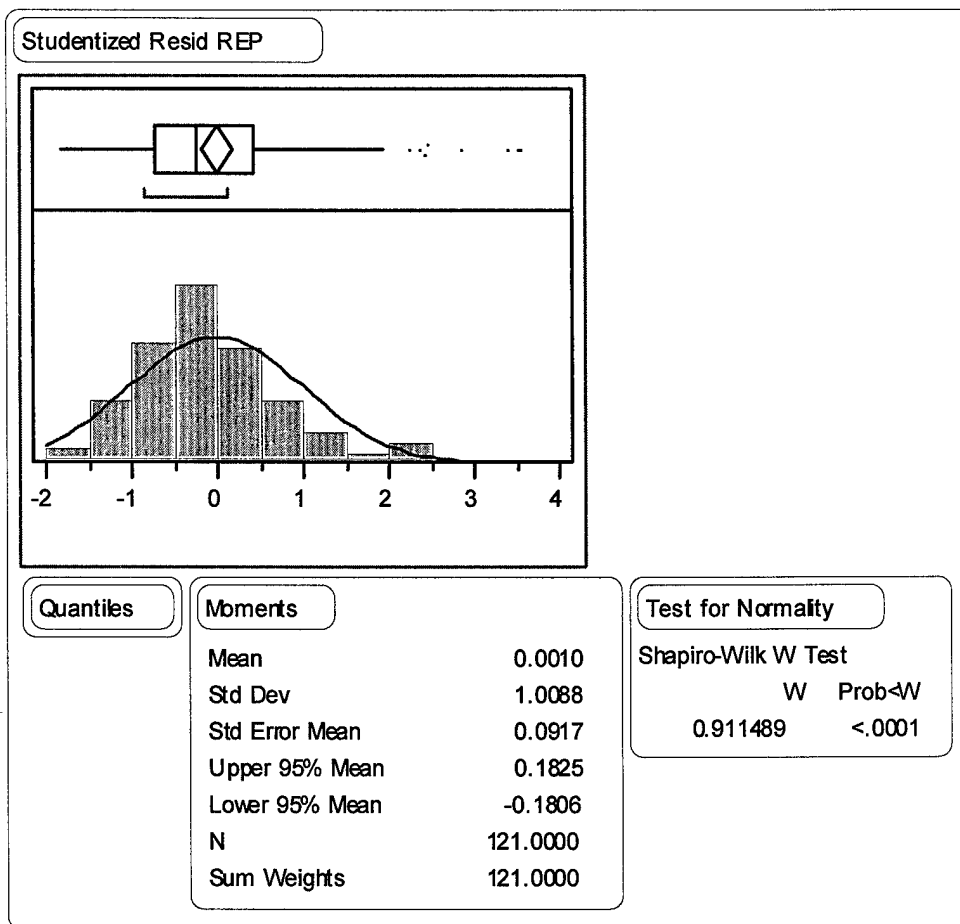 Studentized Resid REP
-2 -1 0 1 2 3 4
Quantiles
Moments
Mean 0.0010
Std Dev 1.0088
Std Error Mean 0.0917
Upper 95% Mean 0.1825
Lower 95% Mean -0.1806
N 121.0000
Sum Weights 121.0000
Test for Normality
Shapiro-Wilk W Test
W Prob<W
0.911489 <.0001